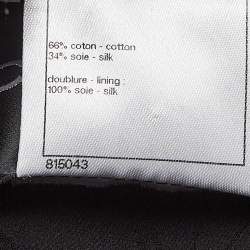 66% coton - cotton
34% soie - silk
doublure - lining :
100% soie - silk
815043